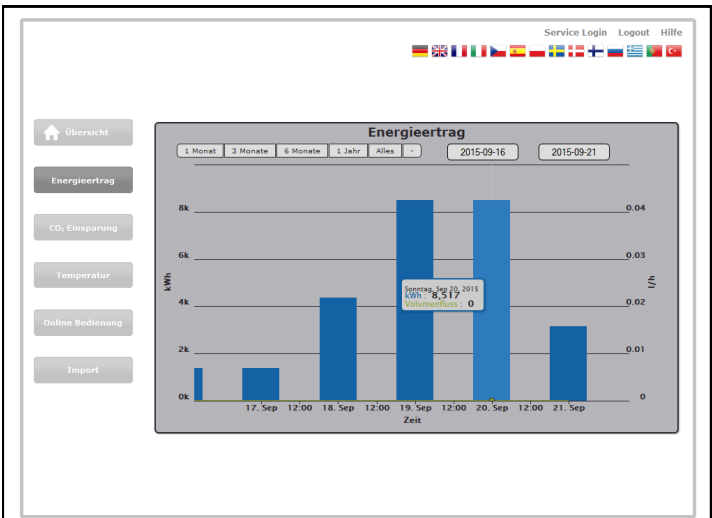 Service Login Logout Hilfe
Übersicht
Energieertrag
CO₂ Einsparung
Temperatur
Online Bedienung
Import
Energieertrag
1 Monat 3 Monate 6 Monate 1 Jahr Alles - 2015-09-16 2015-09-21
8k 0.04
6k 0.03
kWh
l/h
Sonntag, Sep 20, 2015
kWh : 8,517
Volumenfluss : 0
4k 0.02
2k 0.01
0k 0
17. Sep 12:00 18. Sep 12:00 19. Sep 12:00 20. Sep 12:00 21. Sep
Zeit